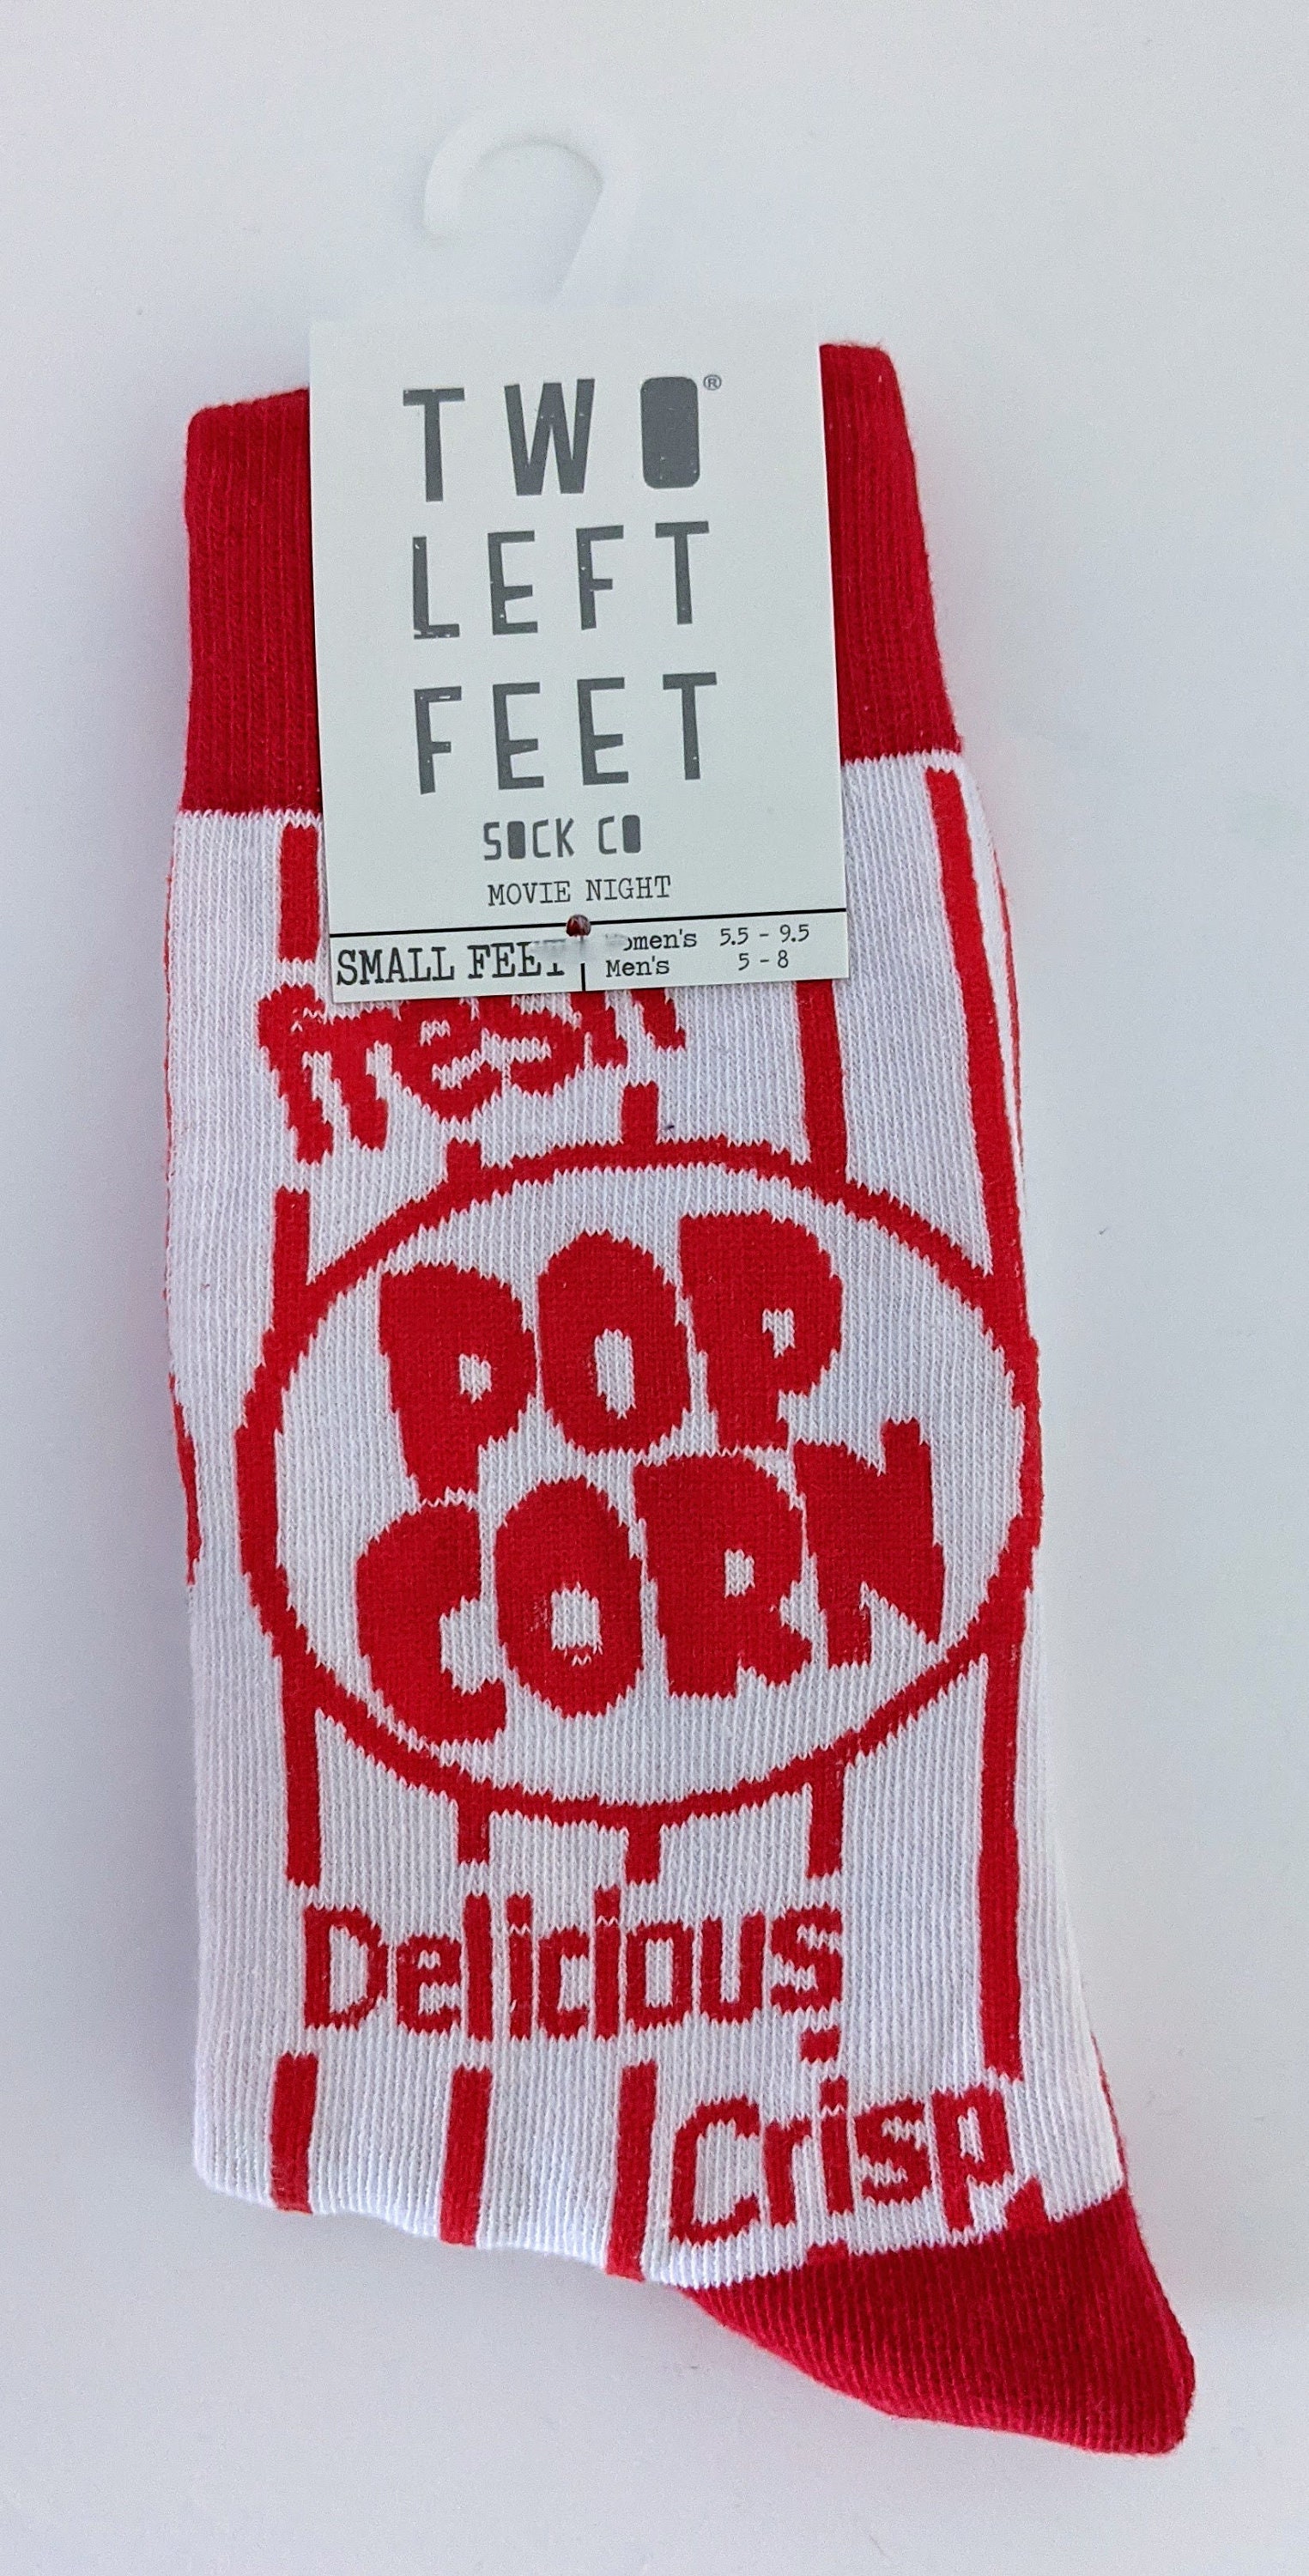 TWO®
LEFT
FEET
SOCK CO
MOVIE NIGHT
SMALL FEET
Women's 5.5 - 9.5
Men's 5 - 8
fresh
POP
CORN
Delicious
Crisp